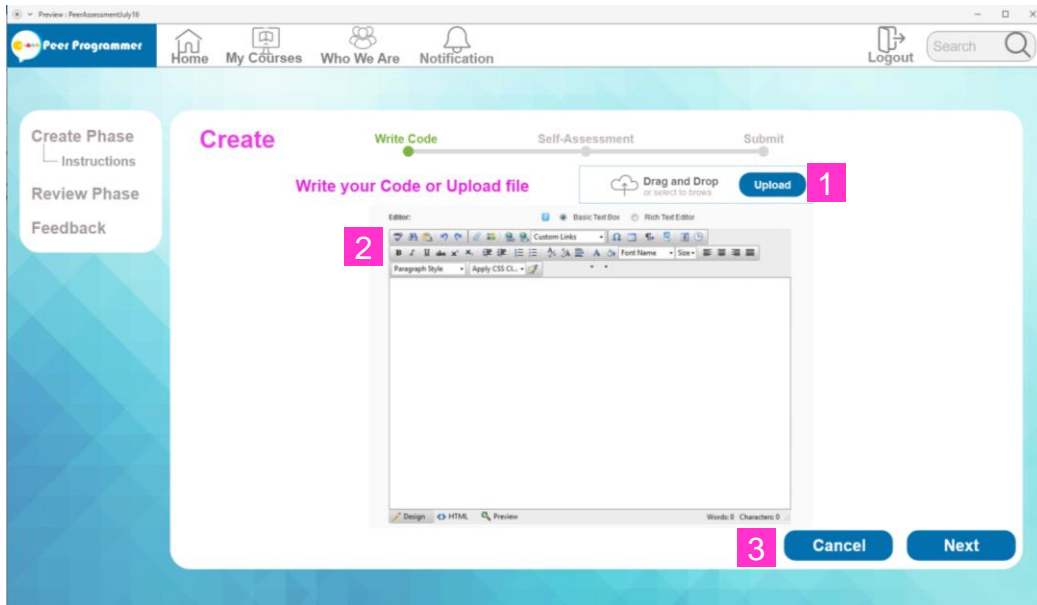 Preview : PeerAssessmentJuly16
Peer Programmer
Home
My Courses
Who We Are
Notification
Logout
Search
Create Phase
Instructions
Review Phase
Feedback
Create
Write Code
Self-Assessment
Submit
Write your Code or Upload file
Drag and Drop
or select to brows
Upload
1
Editor:
Basic Text Box
Rich Text Editor
2
Custom Links
Font Name
Size
Paragraph Style
Apply CSS Cl...
Design
HTML
Preview
Words: 0 Characters: 0
3
Cancel
Next